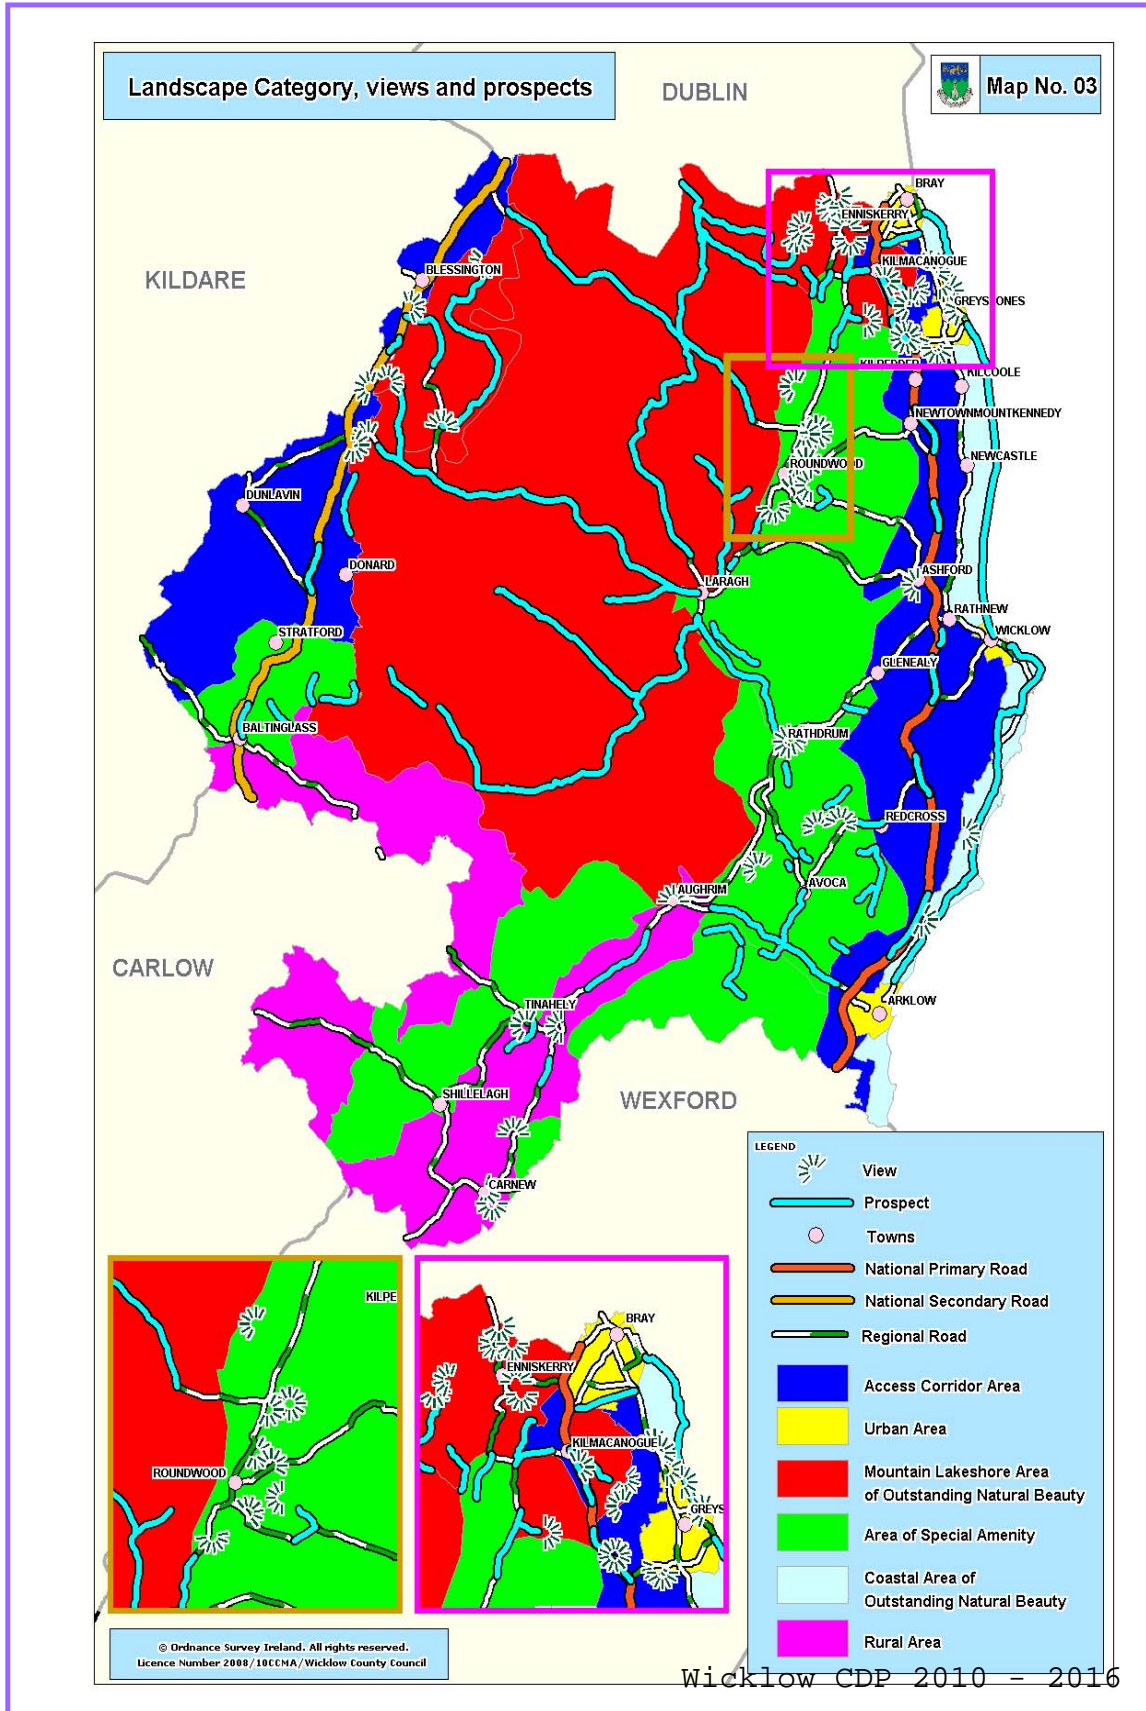 Landscape Category, views and prospects
DUBLIN
Map No. 03
BRAY
ENNISKERRY
KILDARE
BLESSINGTON
KILMACANOGUE
GREYSTONES
KILPEDDER
KILCOOLE
NEWTOWNMOUNTKENNEDY
ROUNDWOOD
NEWCASTLE
DUNLAVIN
DONARD
ASHFORD
LARAGH
RATHNEW
STRATFORD
WICKLOW
GLENEALY
BALTINGLASS
RATHDRUM
REDCROSS
AUGHRIM
AVOCA
CARLOW
TINAHELY
ARKLOW
SHILLELAGH
WEXFORD
CARNEW
LEGEND
View
Prospect
Towns
National Primary Road
National Secondary Road
Regional Road
Access Corridor Area
Urban Area
Mountain Lakeshore Area
of Outstanding Natural Beauty
Area of Special Amenity
Coastal Area of
Outstanding Natural Beauty
Rural Area
KILPE
ROUNDWOOD
BRAY
ENNISKERRY
KILMACANOGUE
GREYS
© Ordnance Survey Ireland. All rights reserved.
Licence Number 2008/10CCMA/Wicklow County Council
Wicklow CDP 2010 - 2016